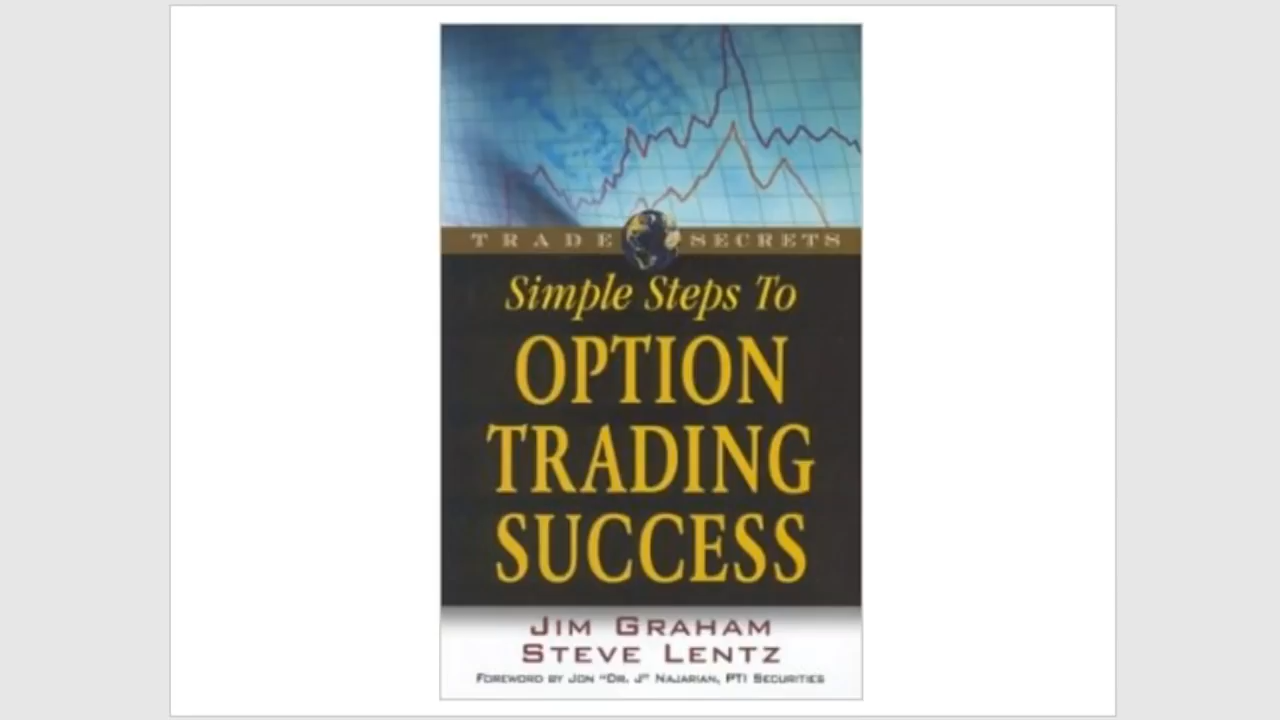 TRADE SECRETS
Simple Steps To
OPTION
TRADING
SUCCESS
JIM GRAHAM
STEVE LENTZ
FOREWORD BY JON "DR. J" NAJARIAN, PTI SECURITIES